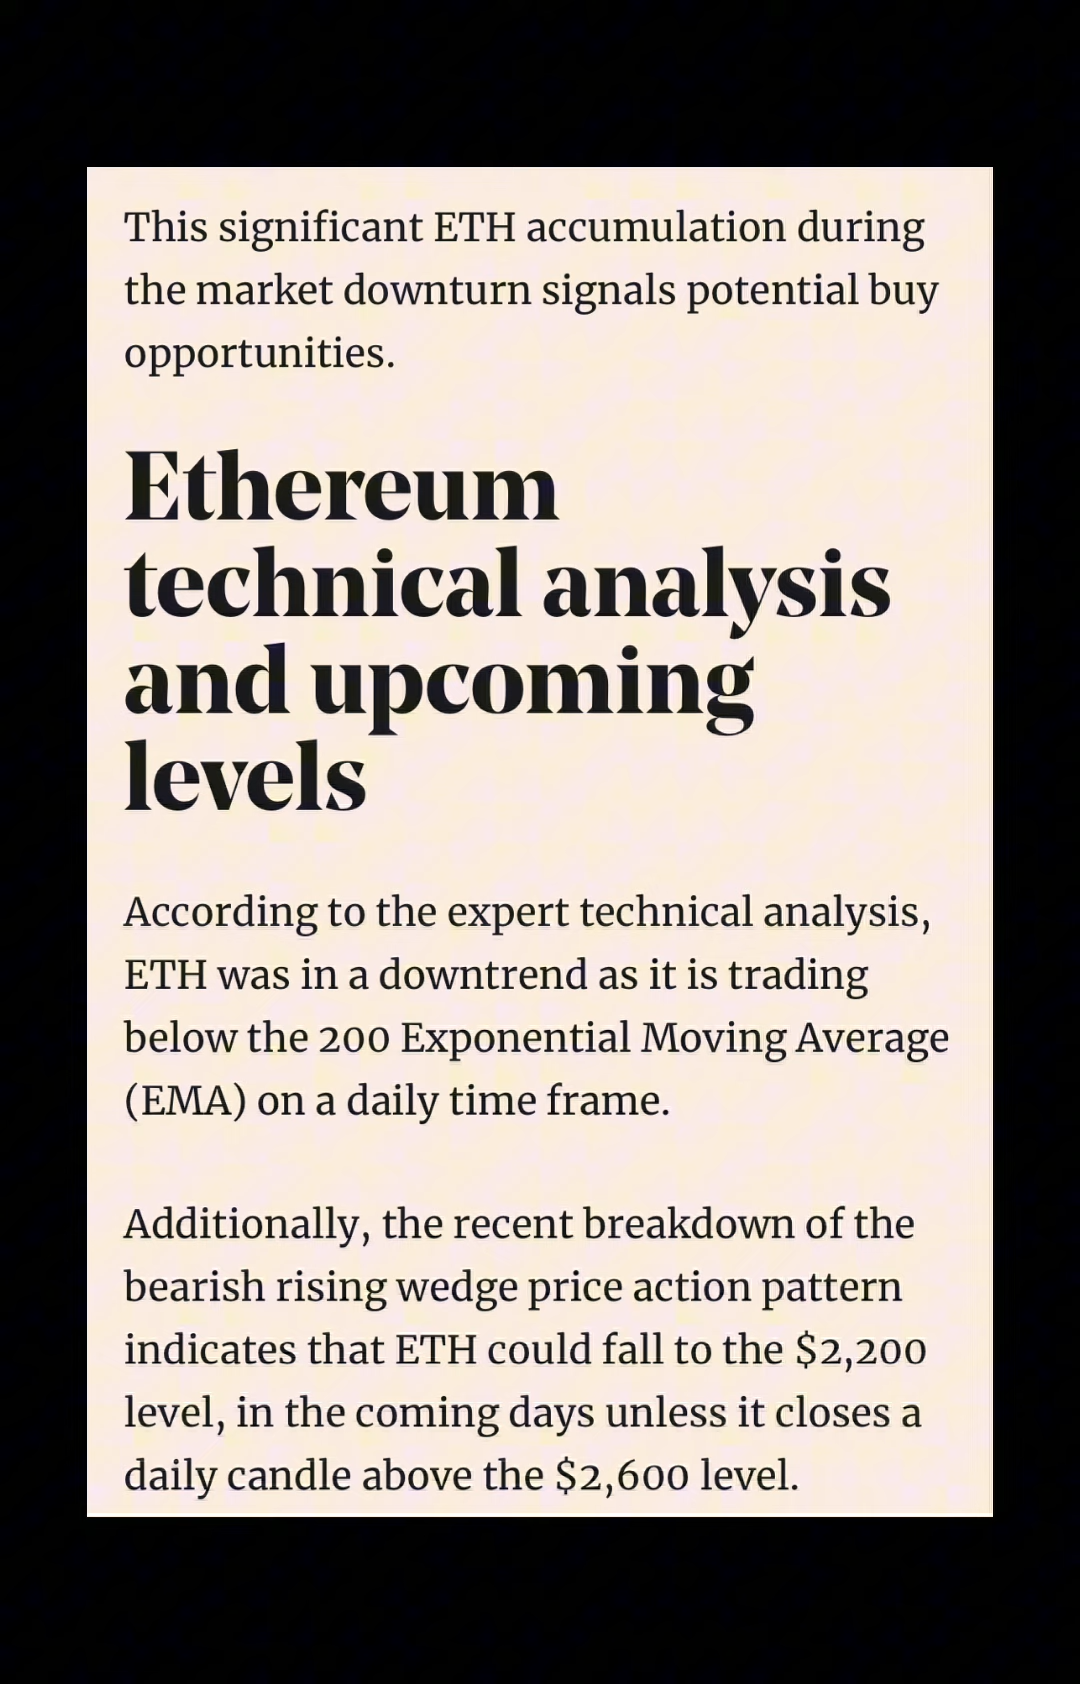 This significant ETH accumulation during
the market downturn signals potential buy
opportunities.
Ethereum
technical analysis
and upcoming
levels
According to the expert technical analysis,
ETH was in a downtrend as it is trading
below the 200 Exponential Moving Average
(EMA) on a daily time frame.
Additionally, the recent breakdown of the
bearish rising wedge price action pattern
indicates that ETH could fall to the $2,200
level, in the coming days unless it closes a
daily candle above the $2,600 level.